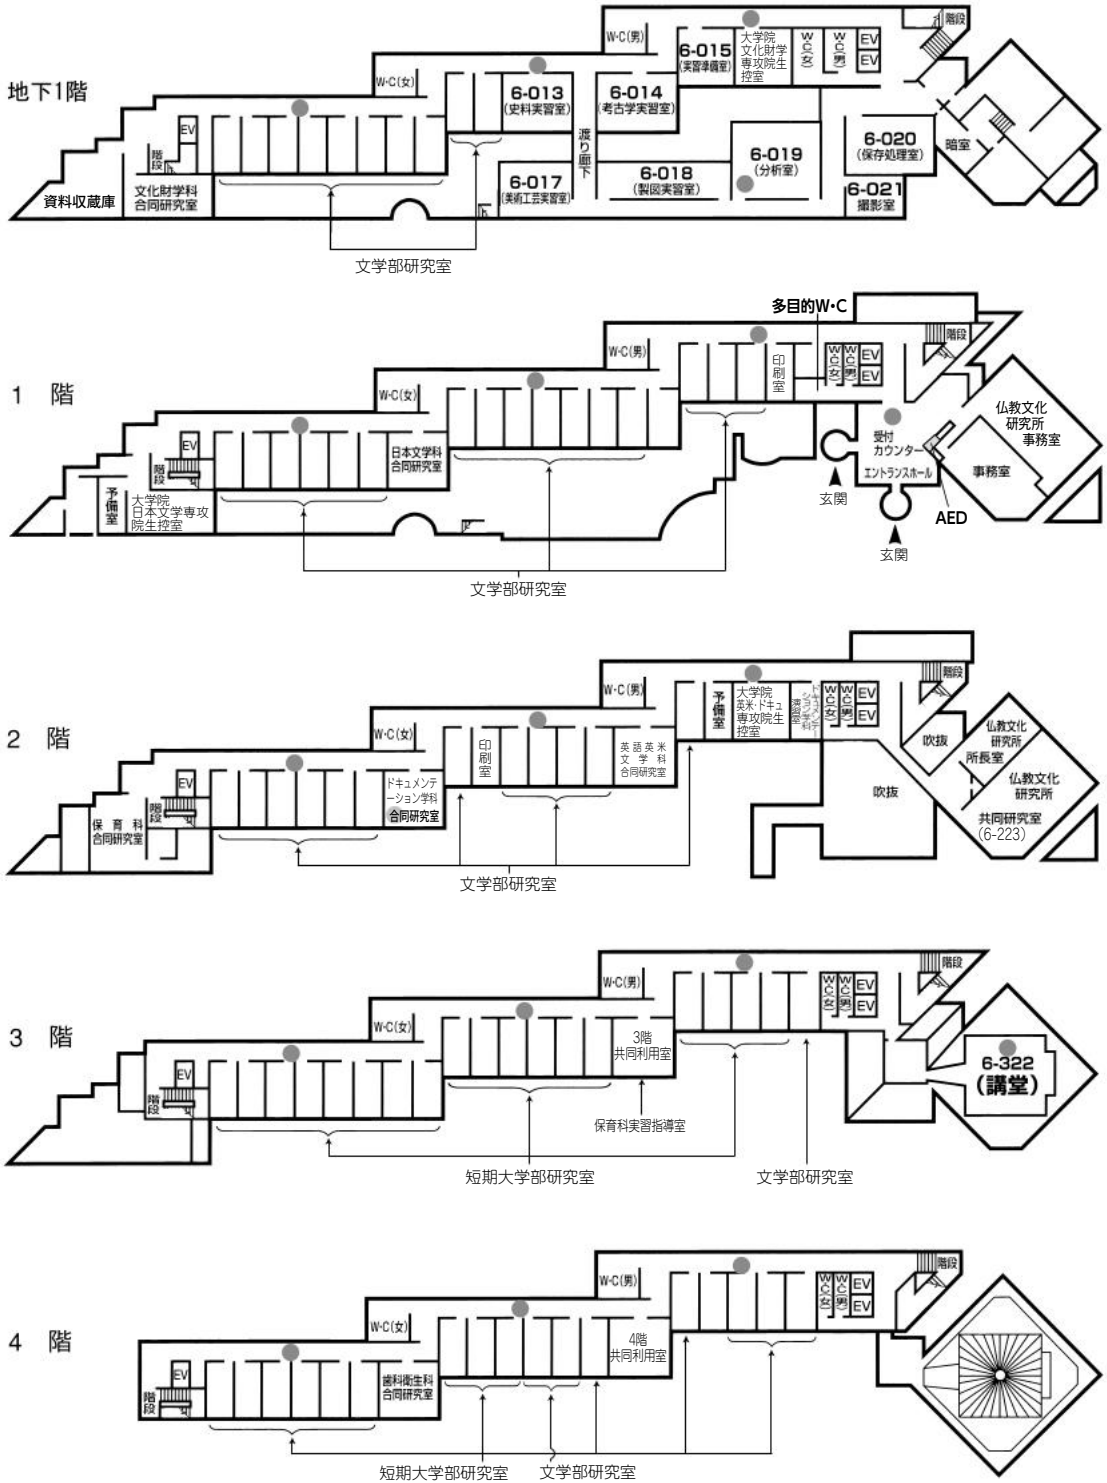 地下1階
階段
W・C(男)
6-015
(実習準備室)
大学院
文化財学
専攻院生
控室
W・C(女)
W・C(男)
EV
EV
W・C(女)
6-013
(史料実習室)
6-014
(考古学実習室)
渡り廊下
EV
階段
6-019
(分析室)
6-020
(保存処理室)
暗室
資料収蔵庫
文化財学科
合同研究室
6-017
(美術工芸実習室)
6-018
(製図実習室)
6-021
撮影室
文学部研究室
1 階
多目的W・C
階段
W・C(男)
印刷室
W・C(女)
W・C(男)
EV
EV
W・C(女)
仏教文化
研究所
事務室
受付
カウンター
エントランスホール
事務室
EV
階段
日本文学科
合同研究室
予備室
大学院
日本文学専攻
院生控室
玄関
AED
玄関
文学部研究室
2 階
階段
W・C(男)
予備室
大学院
英米・ドキュ
専攻院生
控室
ドキュメンテー
ション学科
演習室
W・C(女)
W・C(男)
EV
EV
W・C(女)
印刷室
英語英米
文学科
合同研究室
吹抜
仏教文化
研究所
所長室
仏教文化
研究所
EV
階段
ドキュメンテ
ーション学科
合同研究室
吹抜
共同研究室
(6-223)
保育科
合同研究室
文学部研究室
3 階
階段
W・C(男)
W・C(女)
W・C(男)
EV
EV
W・C(女)
3階
共同利用室
6-322
(講堂)
EV
階段
保育科実習指導室
短期大学部研究室
文学部研究室
4 階
階段
W・C(男)
W・C(女)
W・C(男)
EV
EV
W・C(女)
4階
共同利用室
EV
階段
歯科衛生科
合同研究室
短期大学部研究室
文学部研究室